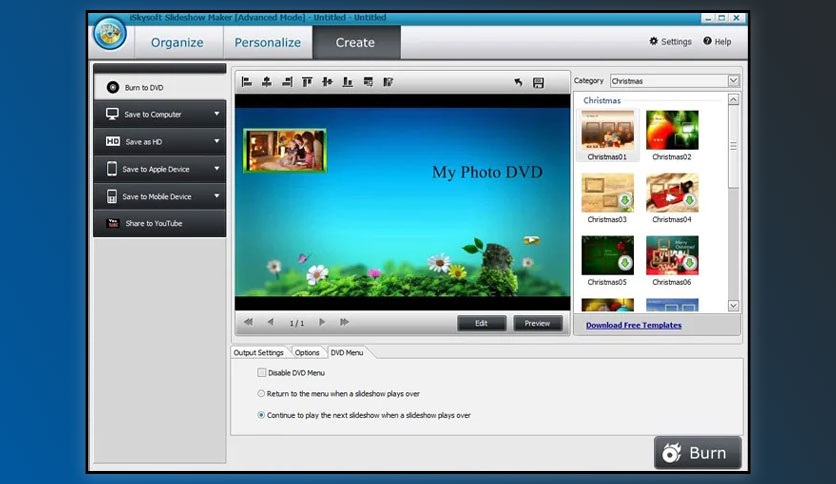 iSkysoft Slideshow Maker [Advanced Mode] - Untitled - Untitled
Organize
Personalize
Create
Settings
Help
Burn to DVD
Save to Computer
HD Save as HD
Save to Apple Device
Save to Mobile Device
You Tube Share to YouTube
My Photo DVD
1/1
Edit
Preview
Category Christmas
Christmas
Christmas01 Christmas02
Christmas03 Christmas04
Christmas05 Christmas06
Download Free Templates
Output Settings Options DVD Menu
Disable DVD Menu
Return to the menu when a slideshow plays over
Continue to play the next slideshow when a slideshow plays over
Burn